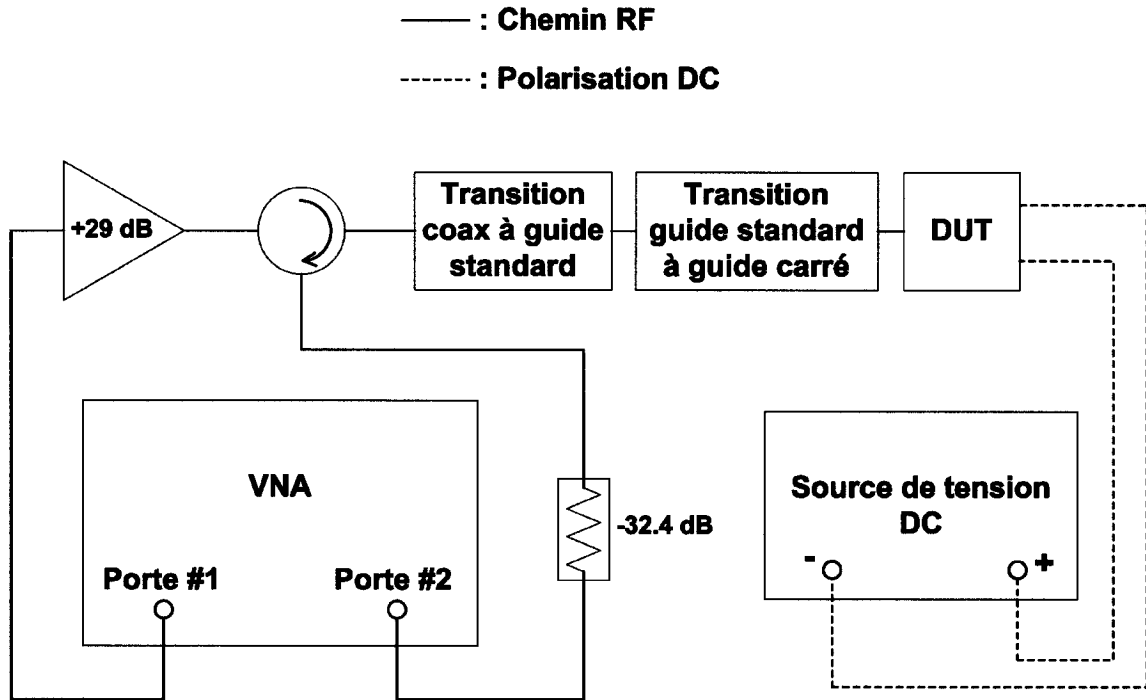 : Chemin RF
: Polarisation DC
+29 dB
Transition
coax à guide
standard
Transition
guide standard
à guide carré
DUT
VNA
Porte #1
Porte #2
-32.4 dB
Source de tension
DC
-
+